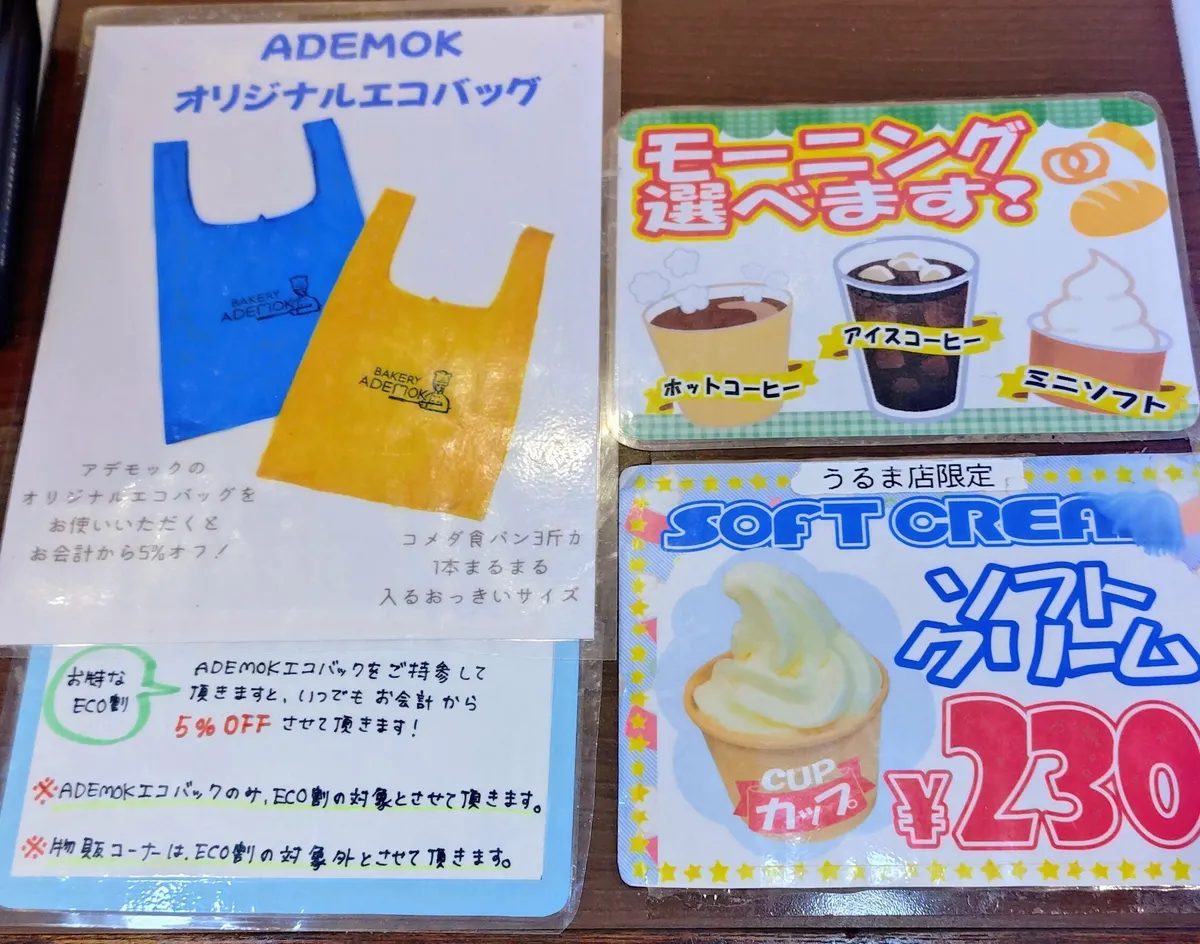 ADEMOK
オリジナルエコバッグ
BAKERY
ADEMOK
BAKERY
ADEMOK
アデモックの
オリジナルエコバッグを
お使いいただくと
お会計から5%オフ!
コメダ食パン3斤が
1本まるまる
入るおっきいサイズ
お得な
ECO割
ADEMOKエコバックをご持参して
頂きますと、いつでもお会計から
5%OFFさせて頂きます!
※ADEMOKエコバックのみ、ECO割の対象とさせて頂きます。
※物販コーナーは、ECO割の対象外とさせて頂きます。
モーニング
選べます!
ホットコーヒー
アイスコーヒー
ミニソフト
うるま店限定
SOFT CREA
ソフト
クリーム
CUP
カップ
¥230